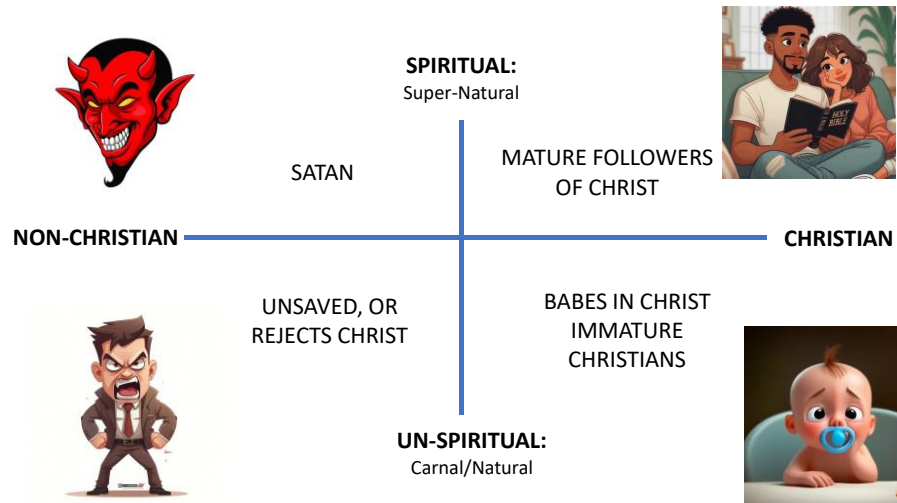 SPIRITUAL:
Super-Natural
HOLY
BIBLE
SATAN
MATURE FOLLOWERS
OF CHRIST
NON-CHRISTIAN
CHRISTIAN
UNSAVED, OR
REJECTS CHRIST
BABES IN CHRIST
IMMATURE
CHRISTIANS
UN-SPIRITUAL:
Carnal/Natural